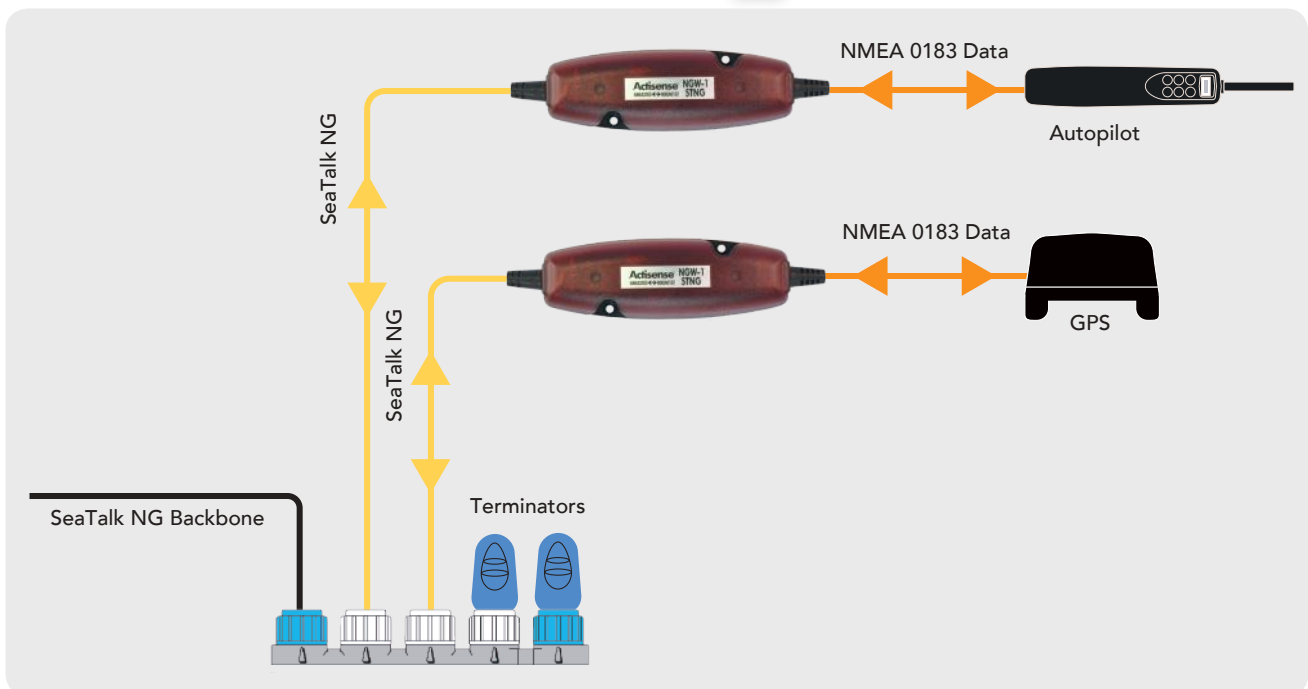 NMEA 0183 Data
Actisense NGW-1
STNG
Autopilot
SeaTalk NG
NMEA 0183 Data
Actisense NGW-1
STNG
GPS
SeaTalk NG
Terminators
SeaTalk NG Backbone